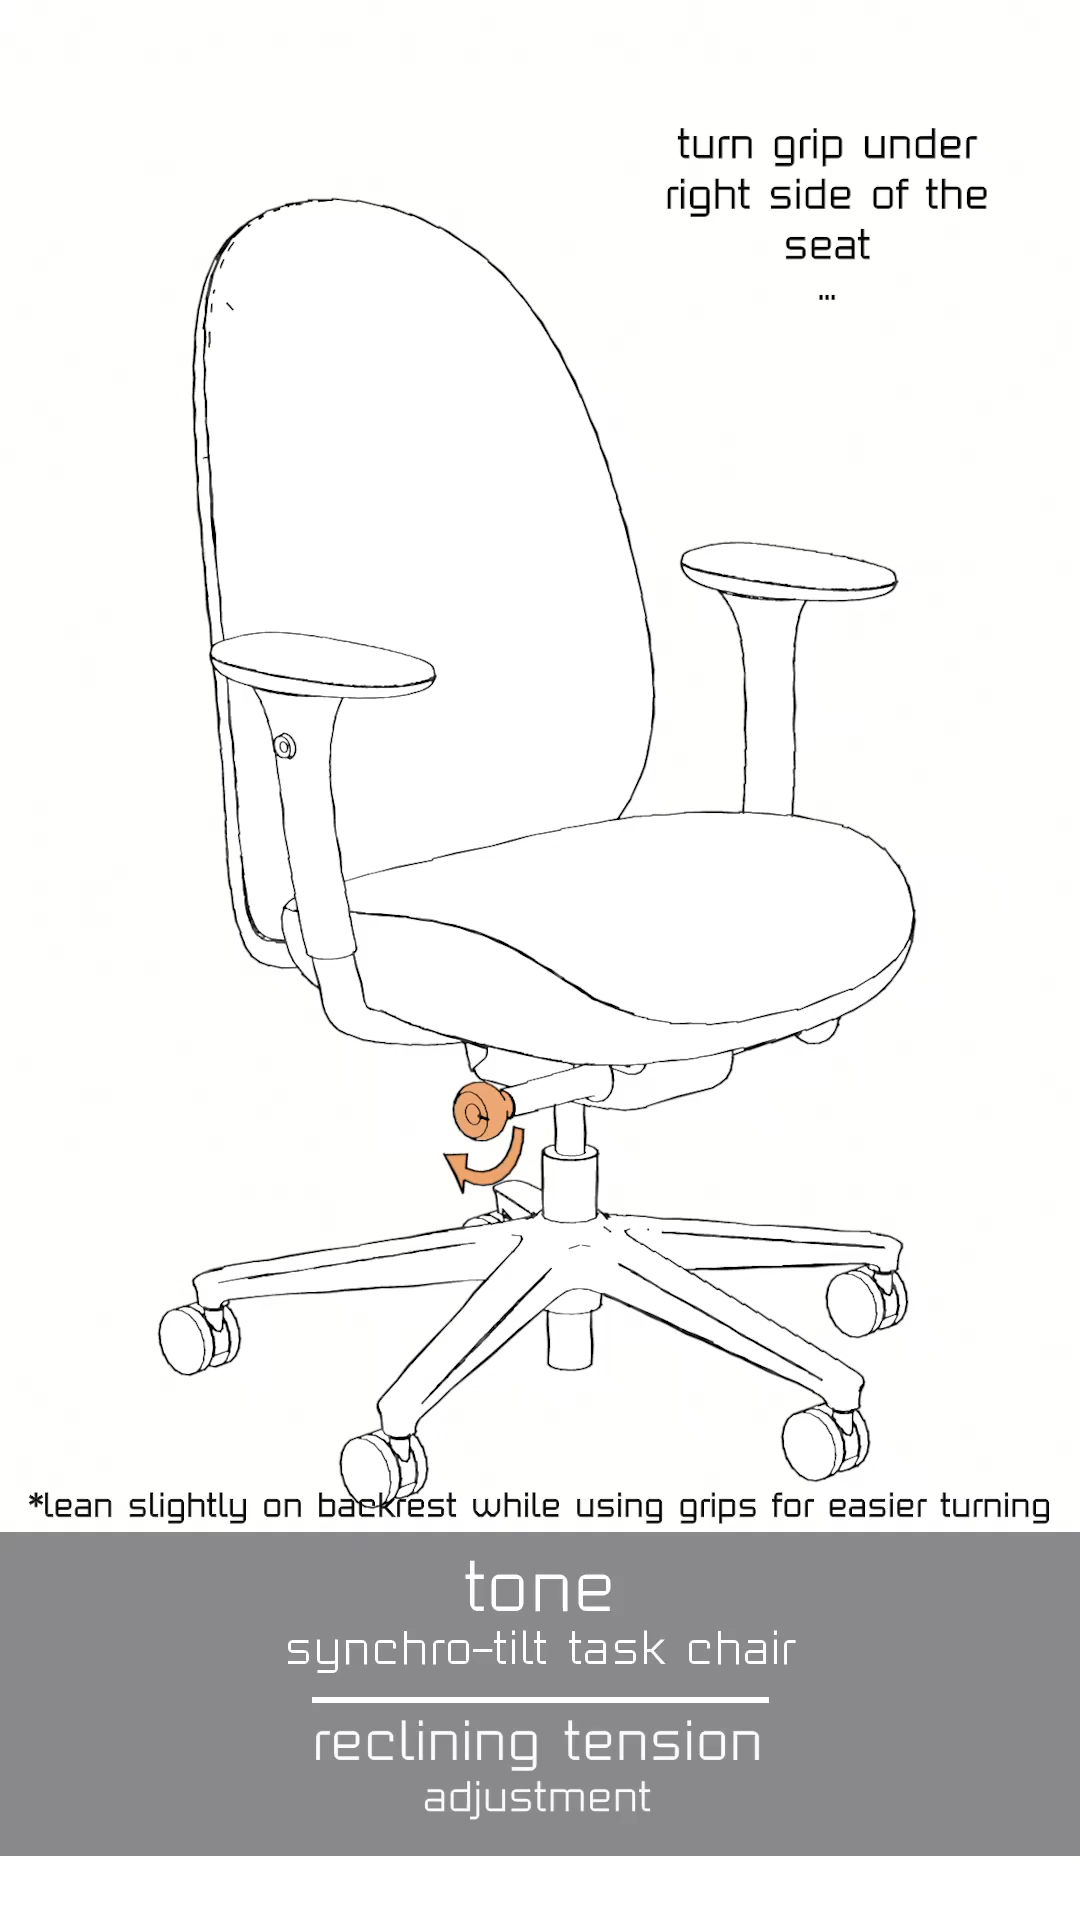 turn grip under
right side of the
seat
...
*lean slightly on backrest while using grips for easier turning
tone
synchro-tilt task chair
reclining tension
adjustment